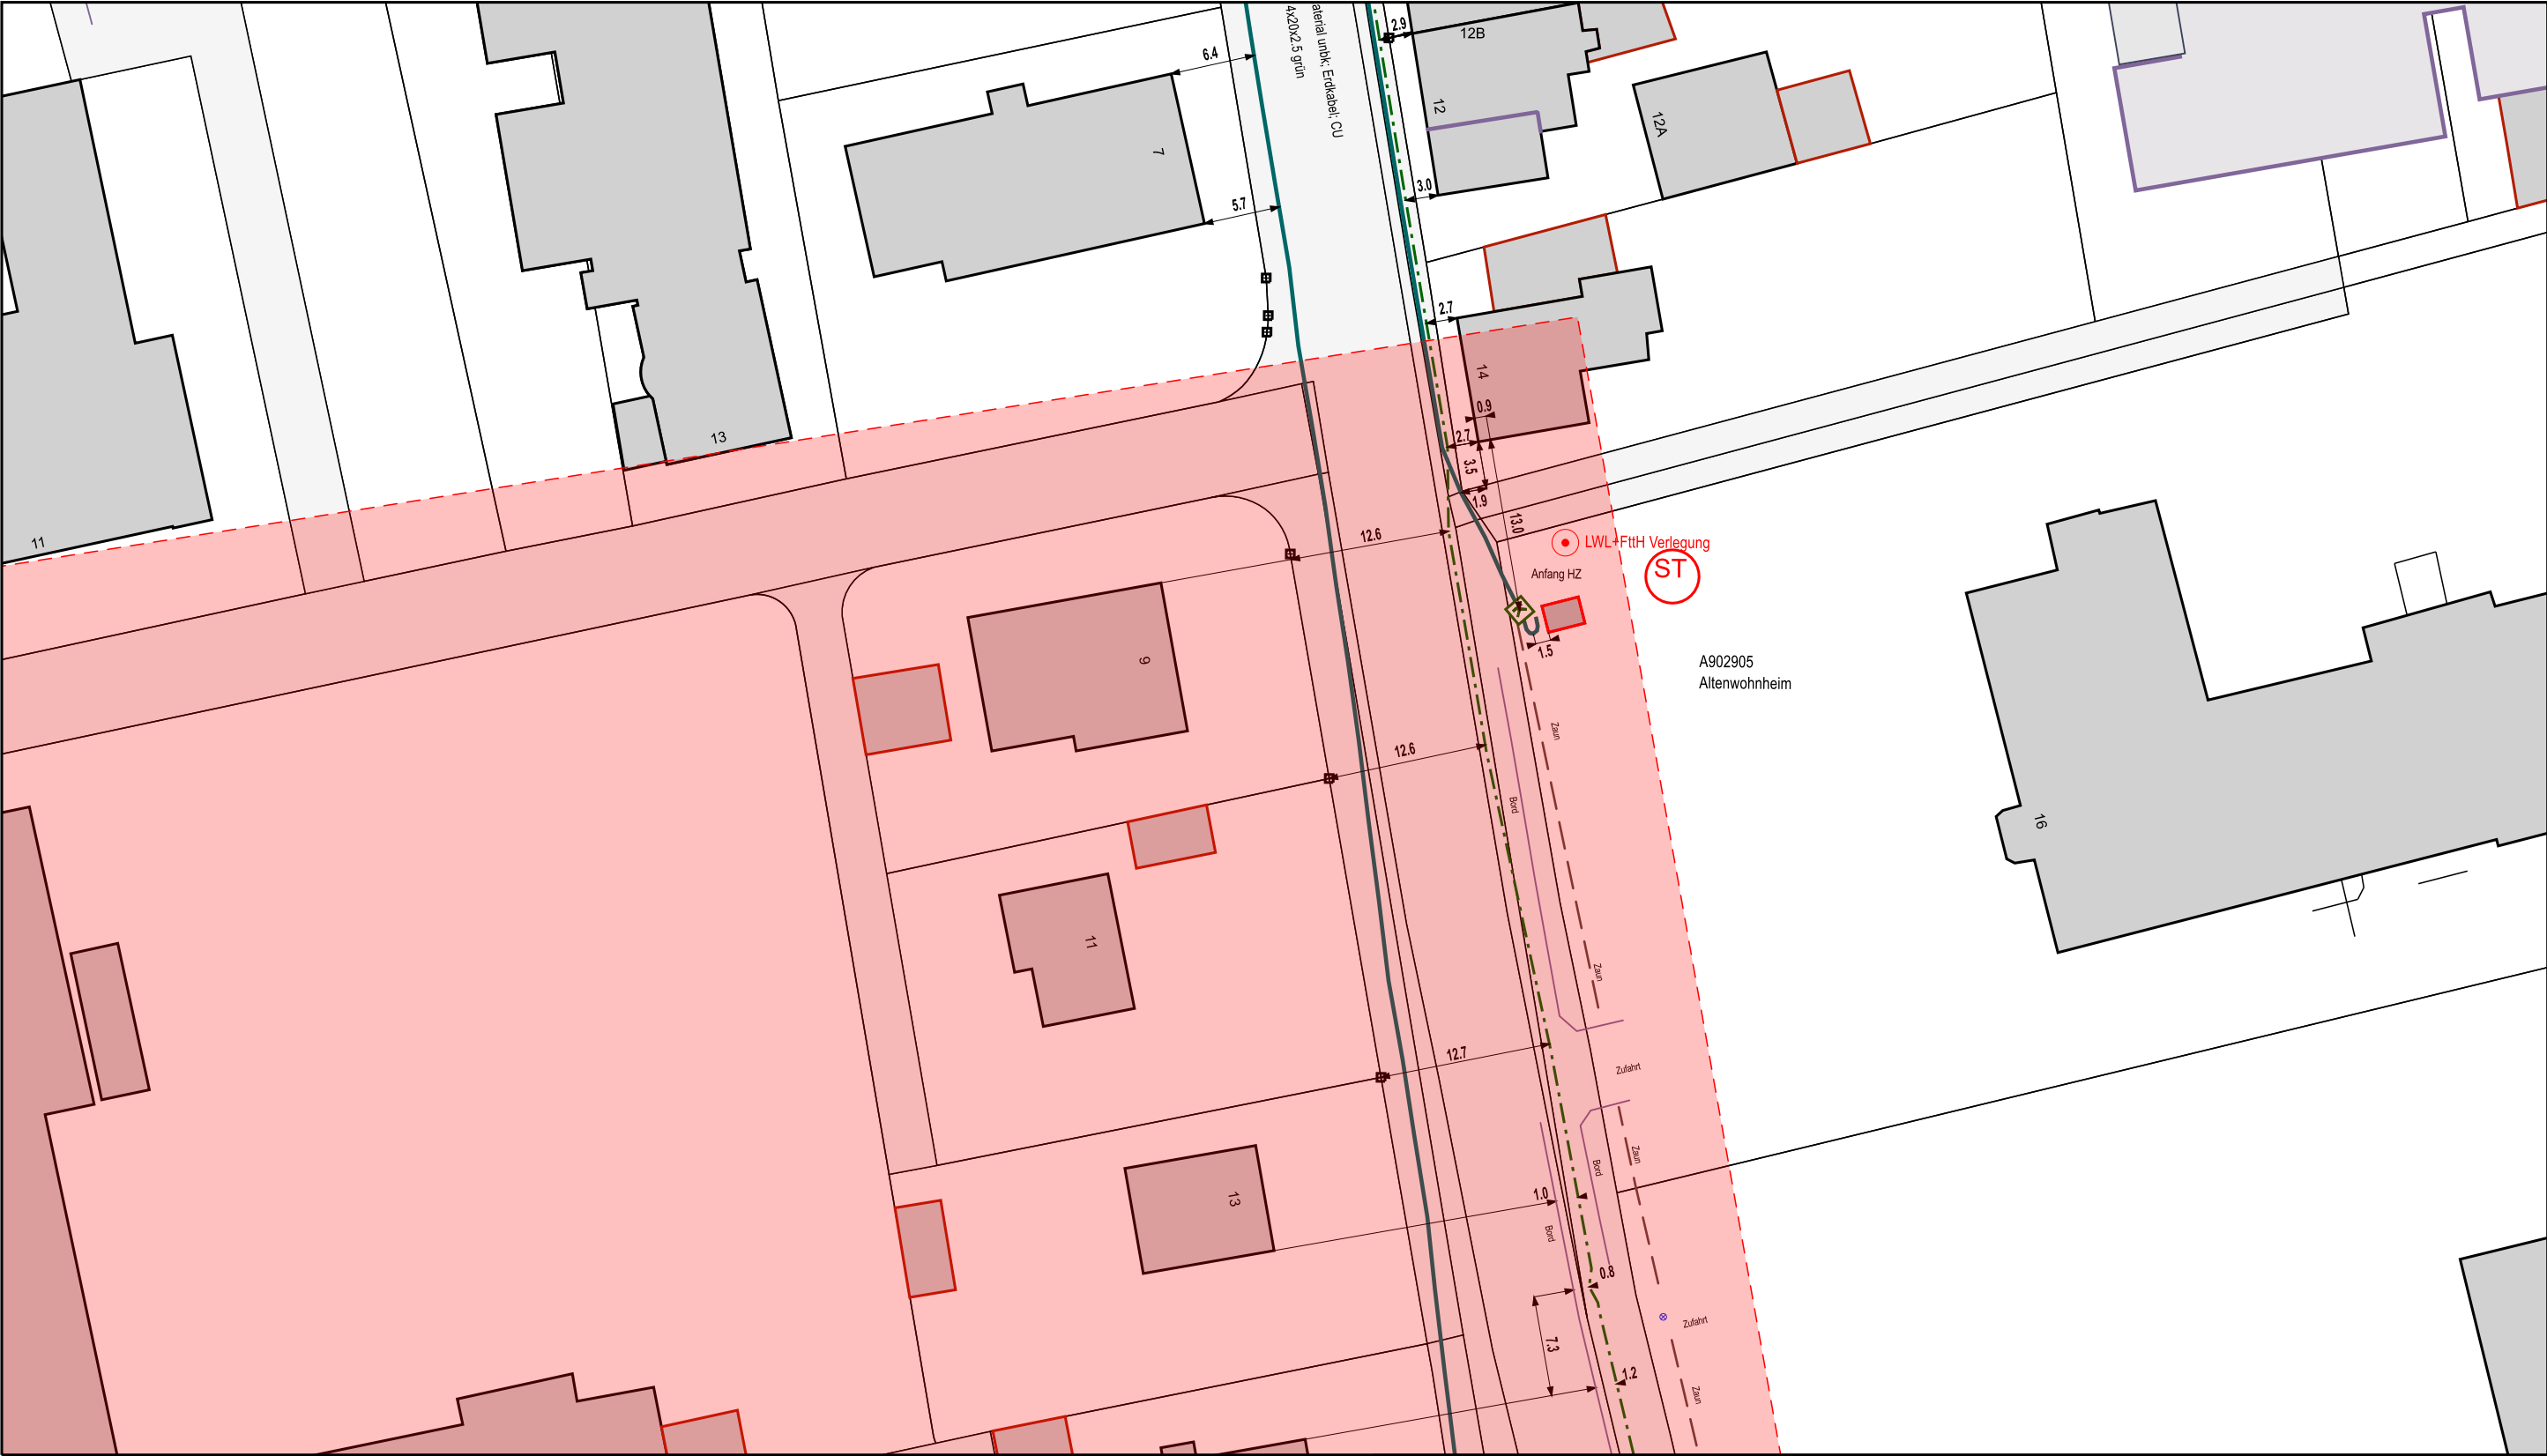 4x20x2.5 grün
aterial unbk; Erdkabel; CU
2.9
12B
6.4
12
12A
7
3.0
5.7
2.7
14
0.9
2.7
3.5
1.9
13
11
13.0
12.6
LWL+FttH Verlegung
ST
Anfang HZ
K
1.5
9
A902905
Altenwohnheim
Zaun
12.6
Bord
16
11
Zaun
12.7
Zufahrt
Zaun
Bord
1.0
13
Bord
0.8
Zufahrt
7.3
1.2
Zaun